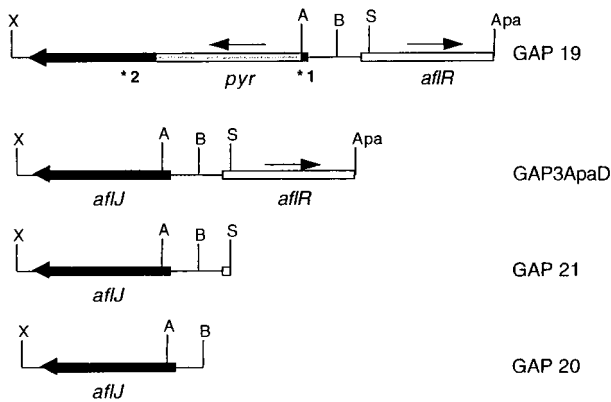 X A B S Apa
GAP 19
*2 pyr *1 aflR
X A B S Apa
GAP3ApaD
aflJ aflR
X A B S
GAP 21
aflJ
X A B
GAP 20
aflJ